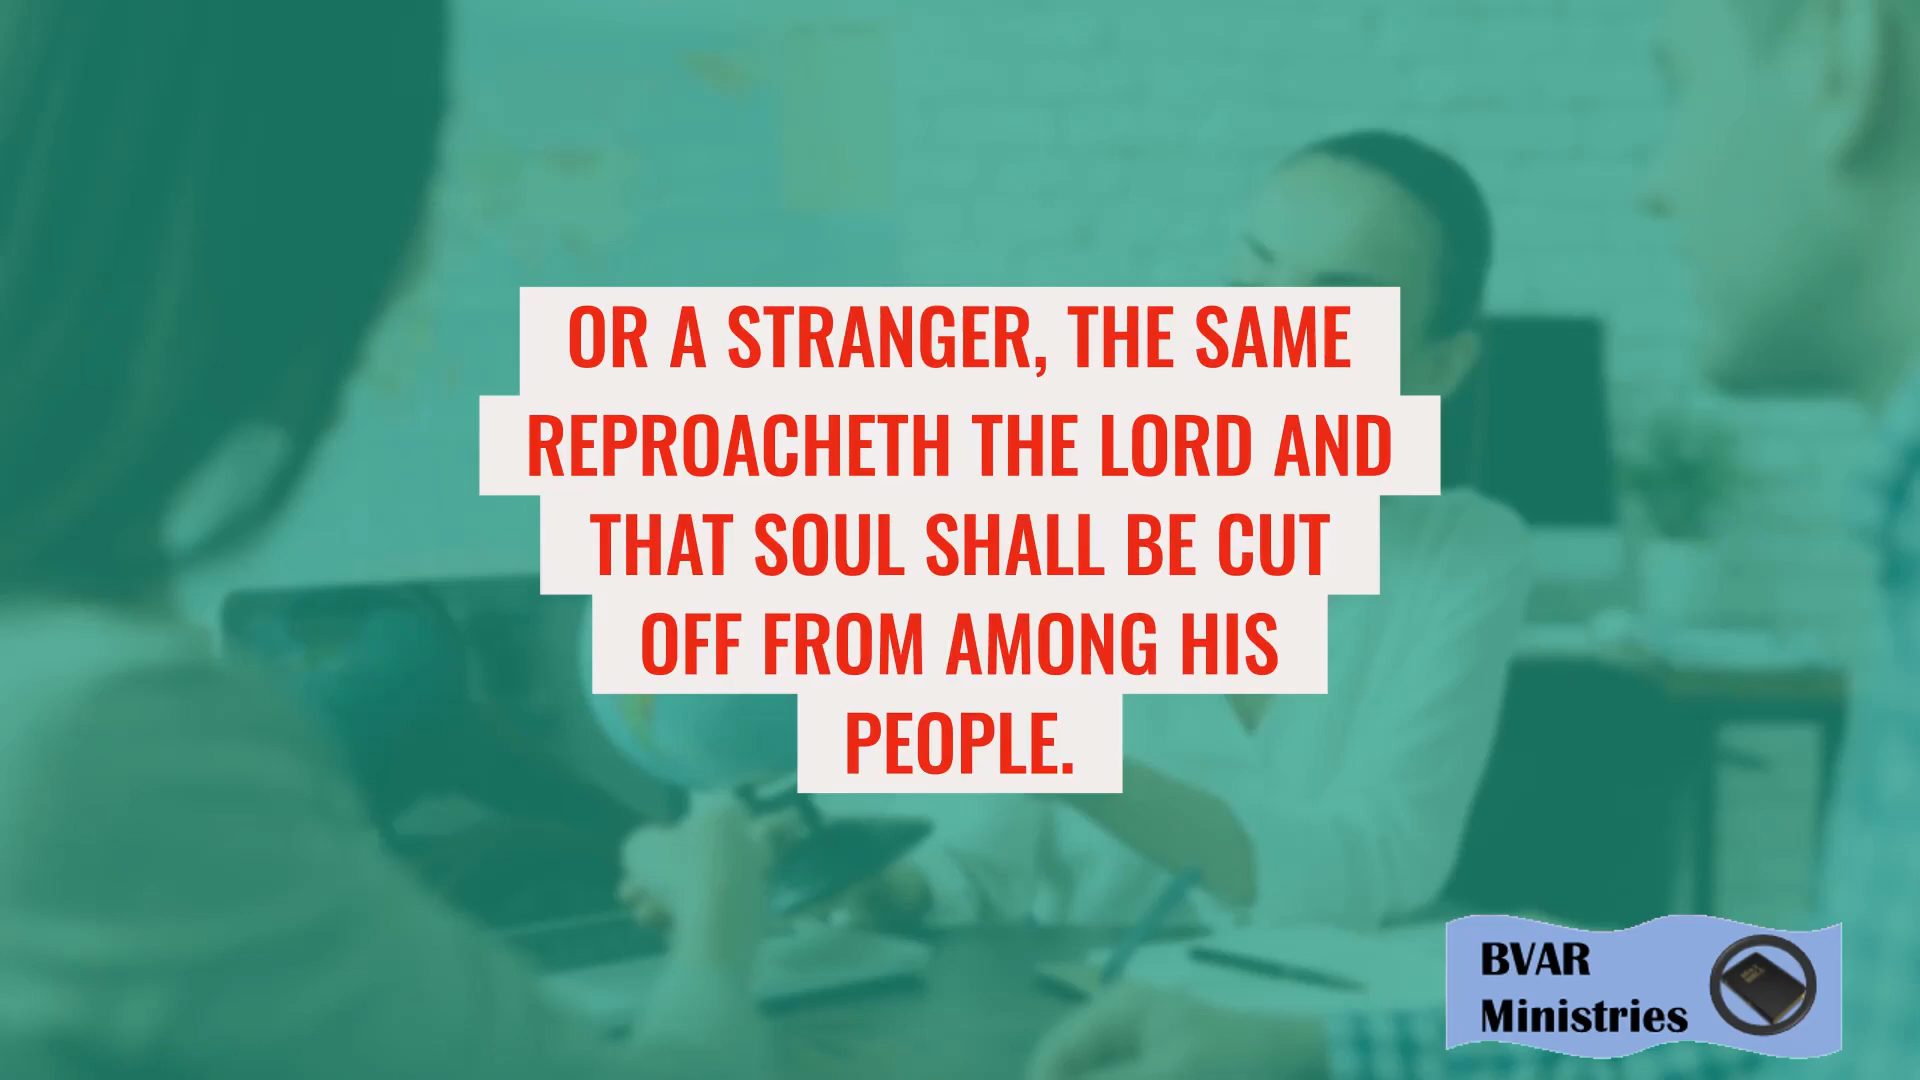 OR A STRANGER, THE SAME
REPROACHETH THE LORD AND
THAT SOUL SHALL BE CUT
OFF FROM AMONG HIS
PEOPLE.
BVAR
Ministries